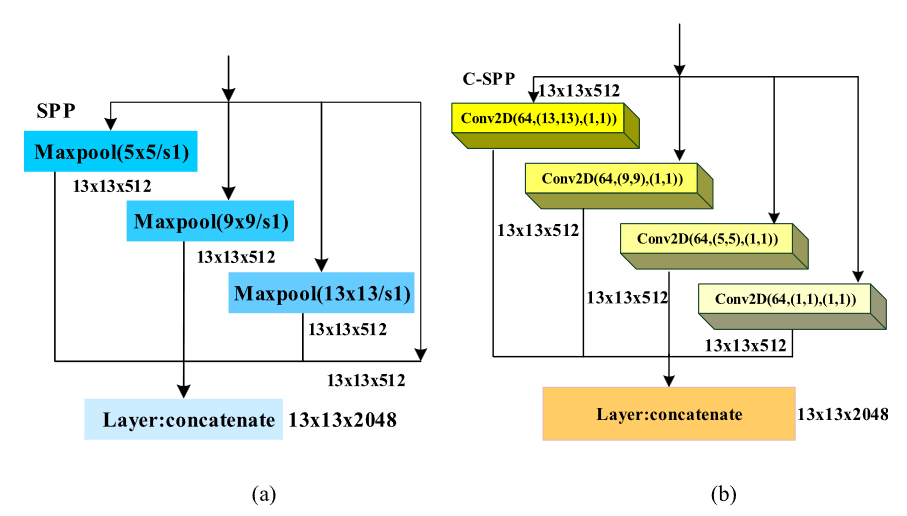 SPP
Maxpool(5x5/s1)
13x13x512
Maxpool(9x9/s1)
13x13x512
Maxpool(13x13/s1)
13x13x512
13x13x512
Layer:concatenate 13x13x2048
(a)
C-SPP
13x13x512
Conv2D(64,(13,13),(1,1))
Conv2D(64,(9,9),(1,1))
13x13x512
Conv2D(64,(5,5),(1,1))
13x13x512
Conv2D(64,(1,1),(1,1))
13x13x512
Layer:concatenate 13x13x2048
(b)